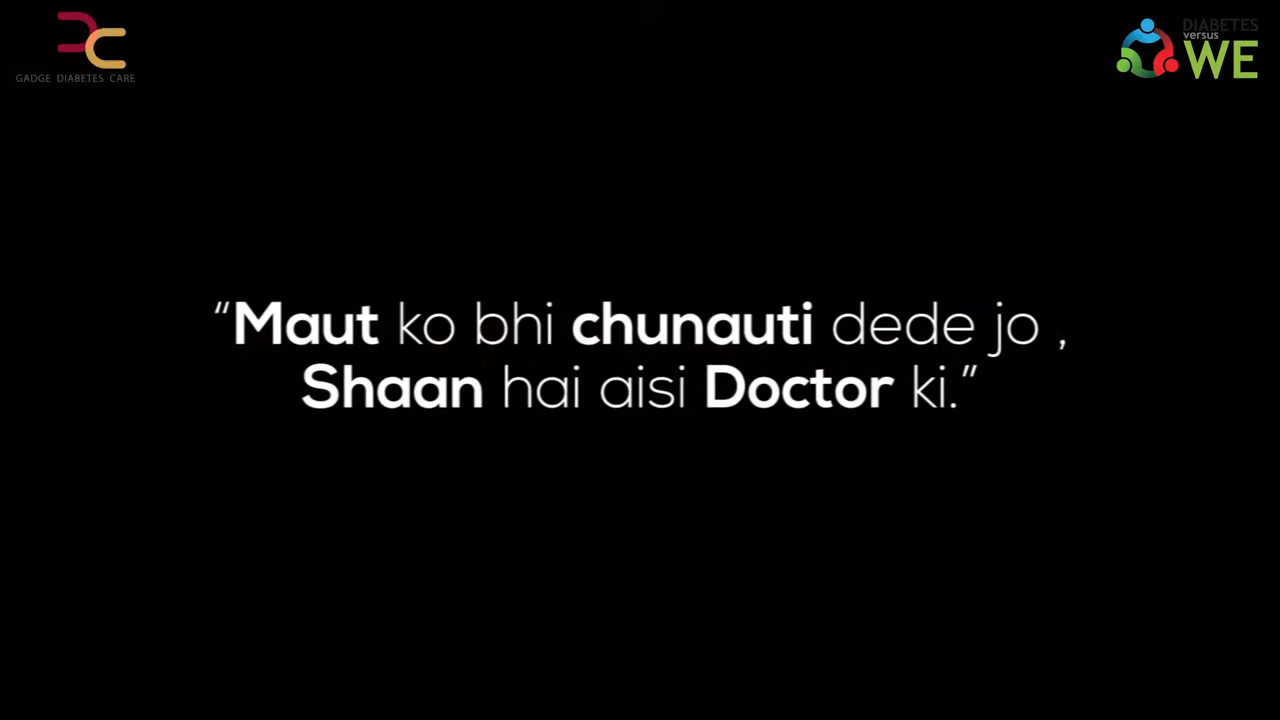 GADGE DIABETES CARE
DIABETES
versus
WE
“Maut ko bhi chunauti dede jo ,
Shaan hai aisi Doctor ki.”